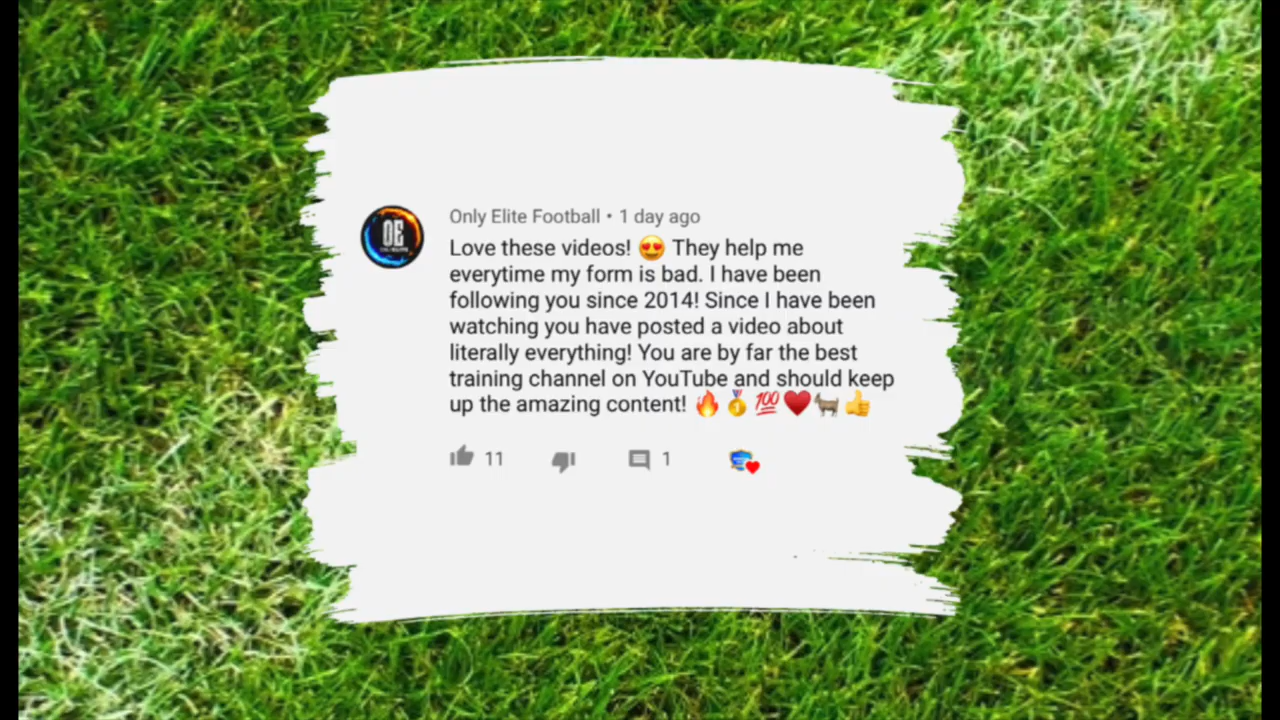 OE
Only Elite Football • 1 day ago
Love these videos! 😍 They help me
everytime my form is bad. I have been
following you since 2014! Since I have been
watching you have posted a video about
literally everything! You are by far the best
training channel on YouTube and should keep
up the amazing content! 🔥🥇💯♥️🐐👍
11 1